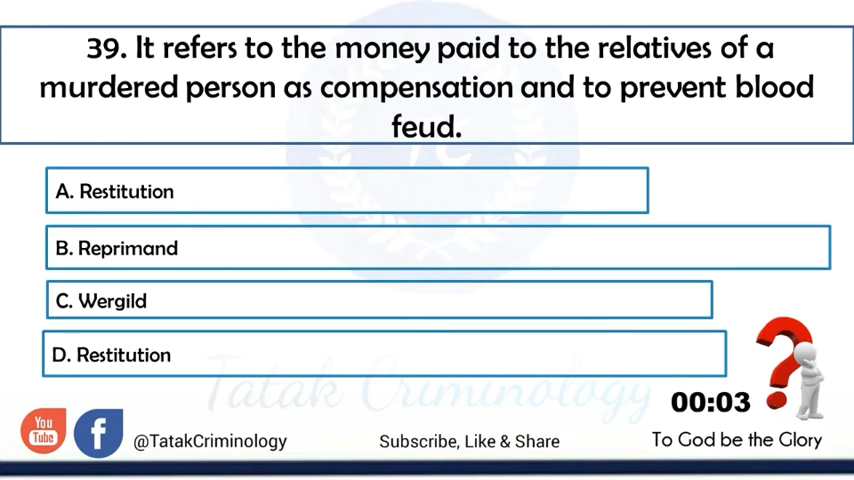 39. It refers to the money paid to the relatives of a
murdered person as compensation and to prevent blood
feud.
A. Restitution
B. Reprimand
C. Wergild
D. Restitution
Tatak Criminology
00:03
You
Tube
f
@TatakCriminology
Subscribe, Like & Share
To God be the Glory